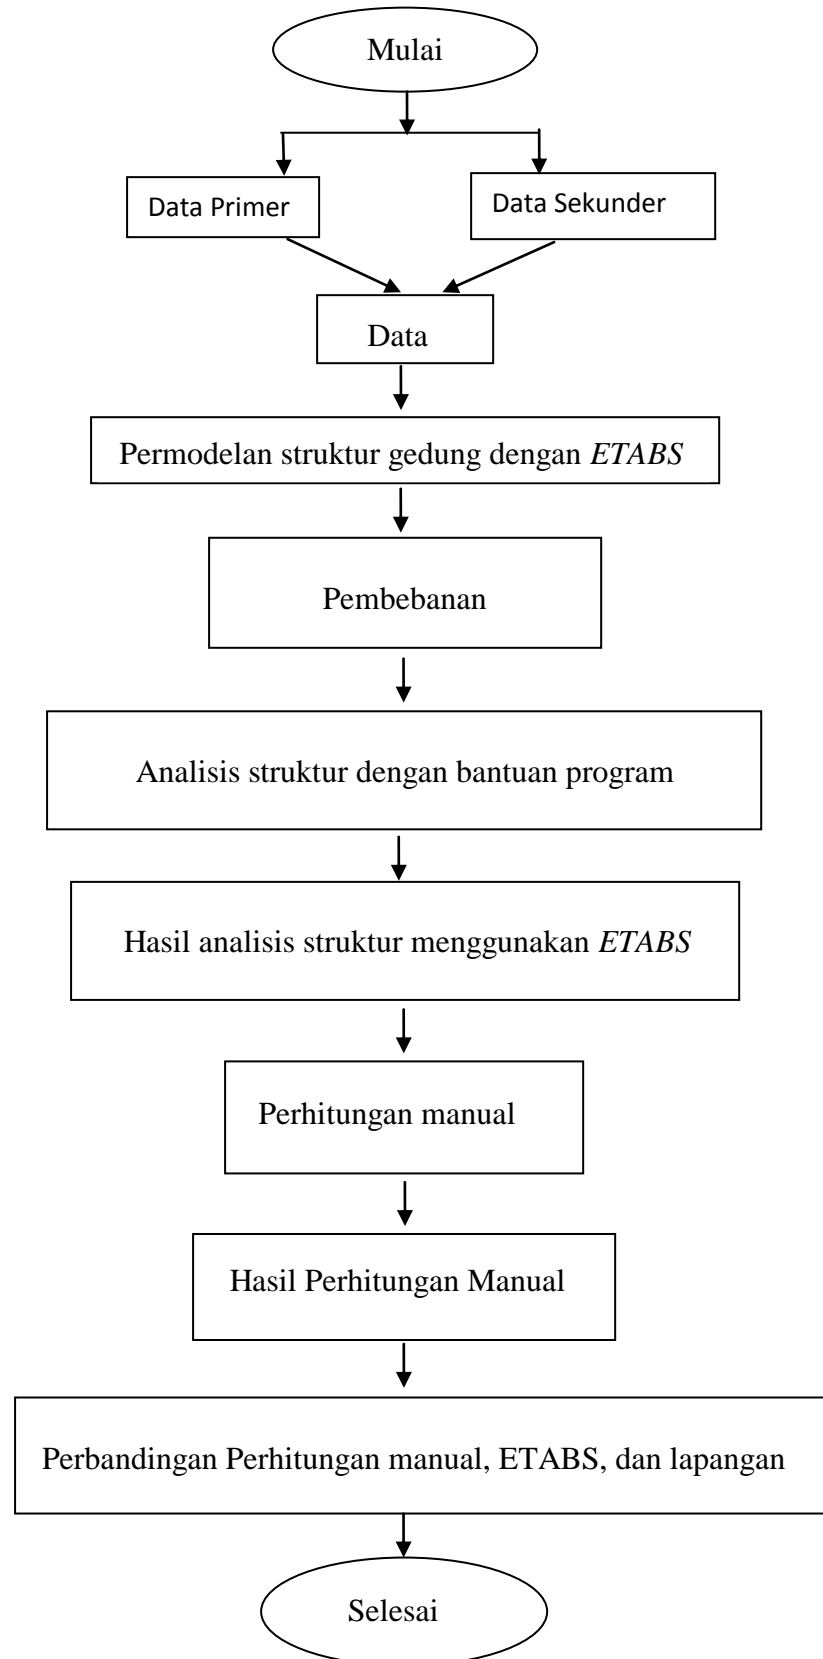 Mulai
Data Primer
Data Sekunder
Data
Permodelan struktur gedung dengan ETABS
Pembebanan
Analisis struktur dengan bantuan program
Hasil analisis struktur menggunakan ETABS
Perhitungan manual
Hasil Perhitungan Manual
Perbandingan Perhitungan manual, ETABS, dan lapangan
Selesai